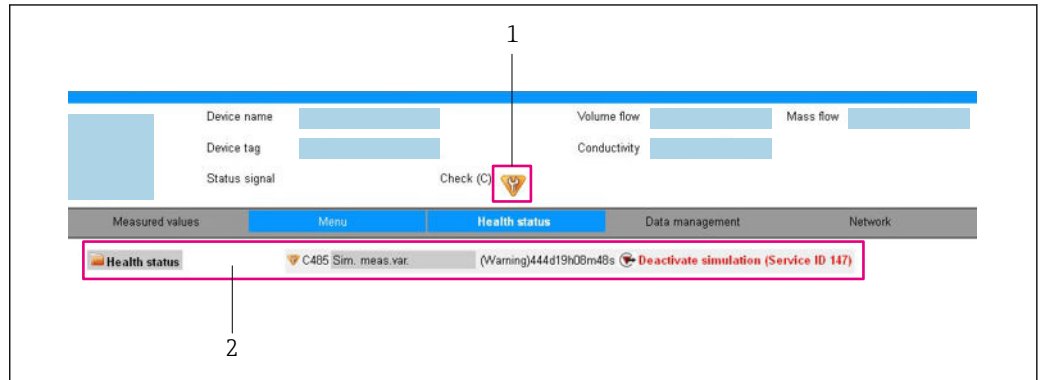 1
Device name Volume flow Mass flow
Device tag Conductivity
Status signal Check (C)
Measured values Menu Health status Data management Network
Health status C485 Sim. meas.var. (Warning)444d19h08m48s Deactivate simulation (Service ID 147)
2